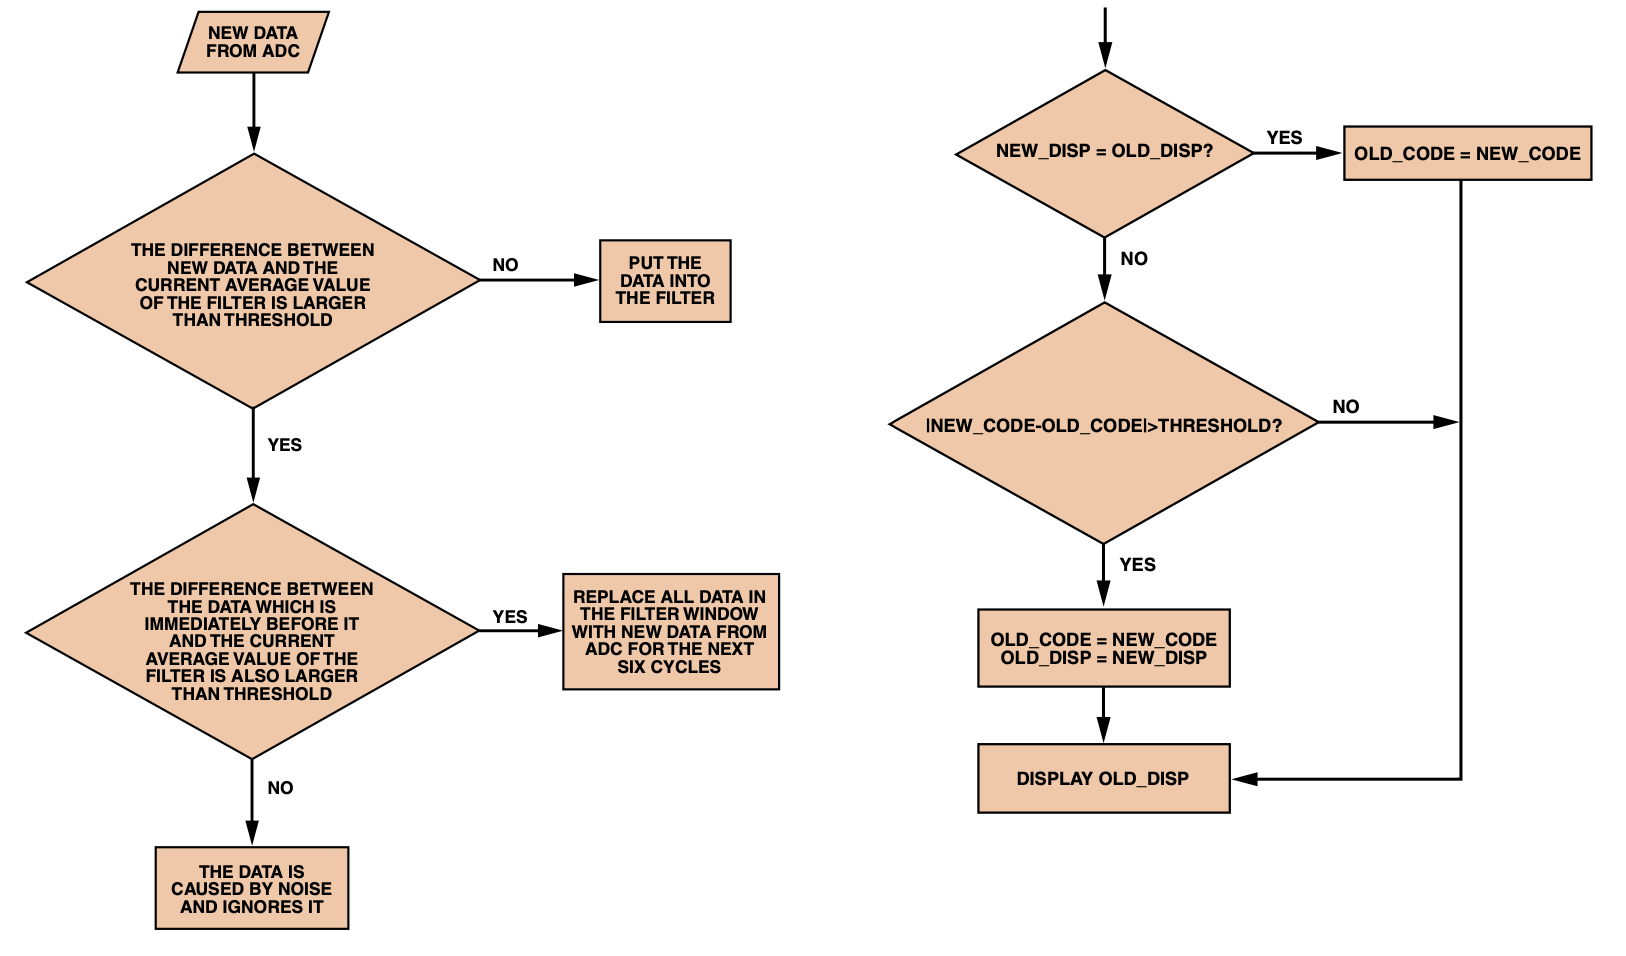 NEW DATA
FROM ADC
THE DIFFERENCE BETWEEN
NEW DATA AND THE
CURRENT AVERAGE VALUE
OF THE FILTER IS LARGER
THAN THRESHOLD
NO
PUT THE
DATA INTO
THE FILTER
YES
THE DIFFERENCE BETWEEN
THE DATA WHICH IS
IMMEDIATELY BEFORE IT
AND THE CURRENT
AVERAGE VALUE OF THE
FILTER IS ALSO LARGER
THAN THRESHOLD
YES
REPLACE ALL DATA IN
THE FILTER WINDOW
WITH NEW DATA FROM
ADC FOR THE NEXT
SIX CYCLES
NO
THE DATA IS
CAUSED BY NOISE
AND IGNORES IT
NEW_DISP = OLD_DISP?
YES
OLD_CODE = NEW_CODE
NO
|NEW_CODE-OLD_CODE|>THRESHOLD?
NO
YES
OLD_CODE = NEW_CODE
OLD_DISP = NEW_DISP
DISPLAY OLD_DISP